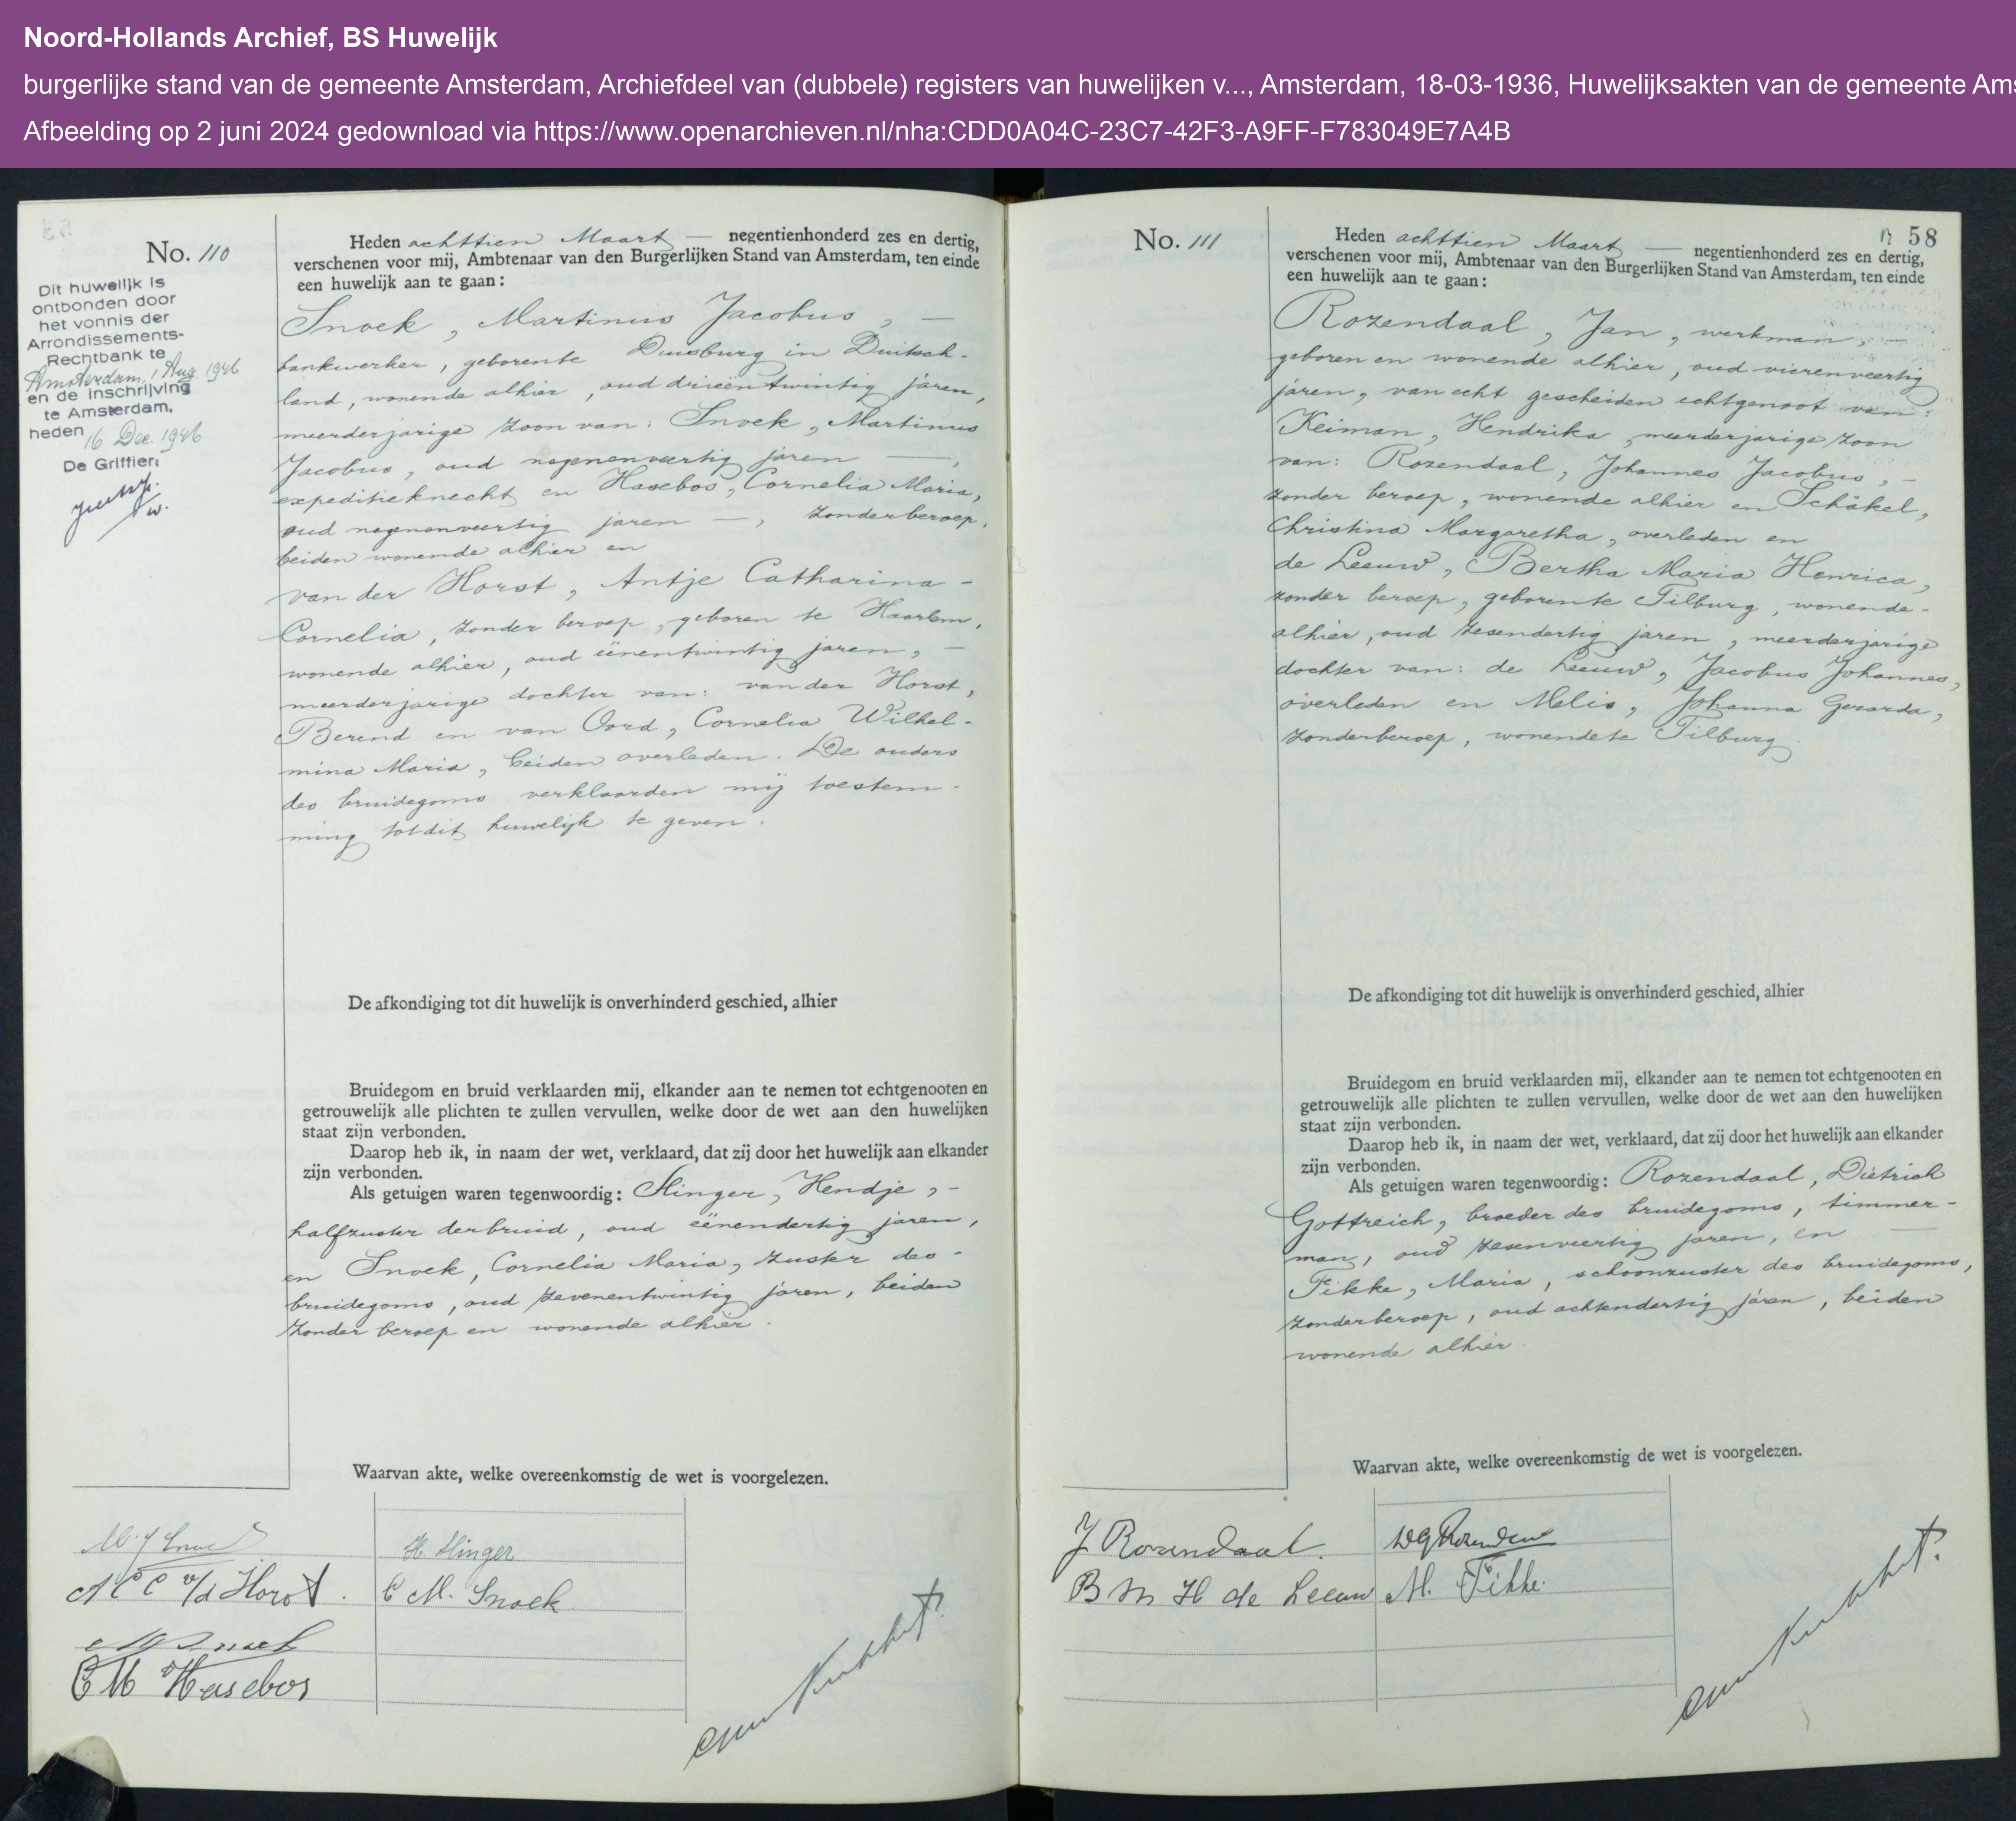 Noord-Hollands Archief, BS Huwelijk
burgerlijke stand van de gemeente Amsterdam, Archiefdeel van (dubbele) registers van huwelijken v..., Amsterdam, 18-03-1936, Huwelijksakten van de gemeente Ams
Afbeelding op 2 juni 2024 gedownload via https://www.openarchieven.nl/nha:CDD0A04C-23C7-42F3-A9FF-F783049E7A4B
No. 110
Dit huwelijk is
ontbonden door
het vonnis der
Arrondissements-
Rechtbank te
Amsterdam, 1 Aug. 1946
en de inschrijving
te Amsterdam,
heden 16 Dec. 1946
De Griffier:
Heden achttien Maart — negentienhonderd zes en dertig,
verschenen voor mij, Ambtenaar van den Burgerlijken Stand van Amsterdam, ten einde
een huwelijk aan te gaan:
Snoek, Martinus Jacobus, —
bankwerker, geboren te Duisburg in Duitsch-
land, wonende alhier, oud drieëntwintig jaren,
meerderjarige zoon van: Snoek, Martinus
Jacobus, oud negenenveertig jaren —,
expeditieknecht en Hasebos, Cornelia Maria,
oud negenenveertig jaren —, zonder beroep,
beiden wonende alhier en
van der Horst, Antje Catharina -
Cornelia, zonder beroep, geboren te Haarlem,
wonende alhier, oud eënentwintig jaren, —
meerderjarige dochter van: van der Horst,
Berend en van Oord, Cornelia Wilhel-
mina Maria, beiden overleden. De ouders
des bruidegoms verklaarden mij toestem-
ming tot dit huwelijk te geven.
De afkondiging tot dit huwelijk is onverhinderd geschied, alhier
Bruidegom en bruid verklaarden mij, elkander aan te nemen tot echtgenooten en
getrouwelijk alle plichten te zullen vervullen, welke door de wet aan den huwelijken
staat zijn verbonden.
Daarop heb ik, in naam der wet, verklaard, dat zij door het huwelijk aan elkander
zijn verbonden.
Als getuigen waren tegenwoordig: Slinger, Hendje, -
halfzuster der bruid, oud eënendertig jaren,
en Snoek, Cornelia Maria, zuster des -
bruidegoms, oud zevenentwintig jaren, beiden
zonder beroep en wonende alhier.
Waarvan akte, welke overeenkomstig de wet is voorgelezen.
M. J. Snoek
H. Slinger
A C C v/d Horst.
C M. Snoek
M J Snoek
C M Hasebos
No. 111
58
Heden achttien Maart — negentienhonderd zes en dertig,
verschenen voor mij, Ambtenaar van den Burgerlijken Stand van Amsterdam, ten einde
een huwelijk aan te gaan:
Rozendaal, Jan, werkman, —
geboren en wonende alhier, oud vierenveertig
jaren, van echt gescheiden echtgenoot van:
Keiman, Hendrika, meerderjarige zoon
van: Rozendaal, Johannes Jacobus, -
zonder beroep, wonende alhier en Schäkel,
Christina Margaretha, overleden en
de Leeuw, Bertha Maria Henrica,
zonder beroep, geboren te Tilburg, wonende -
alhier, oud zesendertig jaren, meerderjarige
dochter van: de Leeuw, Jacobus Johannes,
overleden en Melis, Johanna Gerarda,
zonder beroep, wonende te Tilburg.
De afkondiging tot dit huwelijk is onverhinderd geschied, alhier
Bruidegom en bruid verklaarden mij, elkander aan te nemen tot echtgenooten en
getrouwelijk alle plichten te zullen vervullen, welke door de wet aan den huwelijken
staat zijn verbonden.
Daarop heb ik, in naam der wet, verklaard, dat zij door het huwelijk aan elkander
zijn verbonden.
Als getuigen waren tegenwoordig: Rozendaal, Diëtrich
Gottreich, broeder des bruidegoms, timmer-
man, oud zesenveertig jaren, en —
Fikke, Maria, schoonzuster des bruidegoms,
zonder beroep, oud achtendertig jaren, beiden
wonende alhier.
Waarvan akte, welke overeenkomstig de wet is voorgelezen.
J Rozendaal.
D G Rozendaal
B M H de Leeuw
M. Fikke.